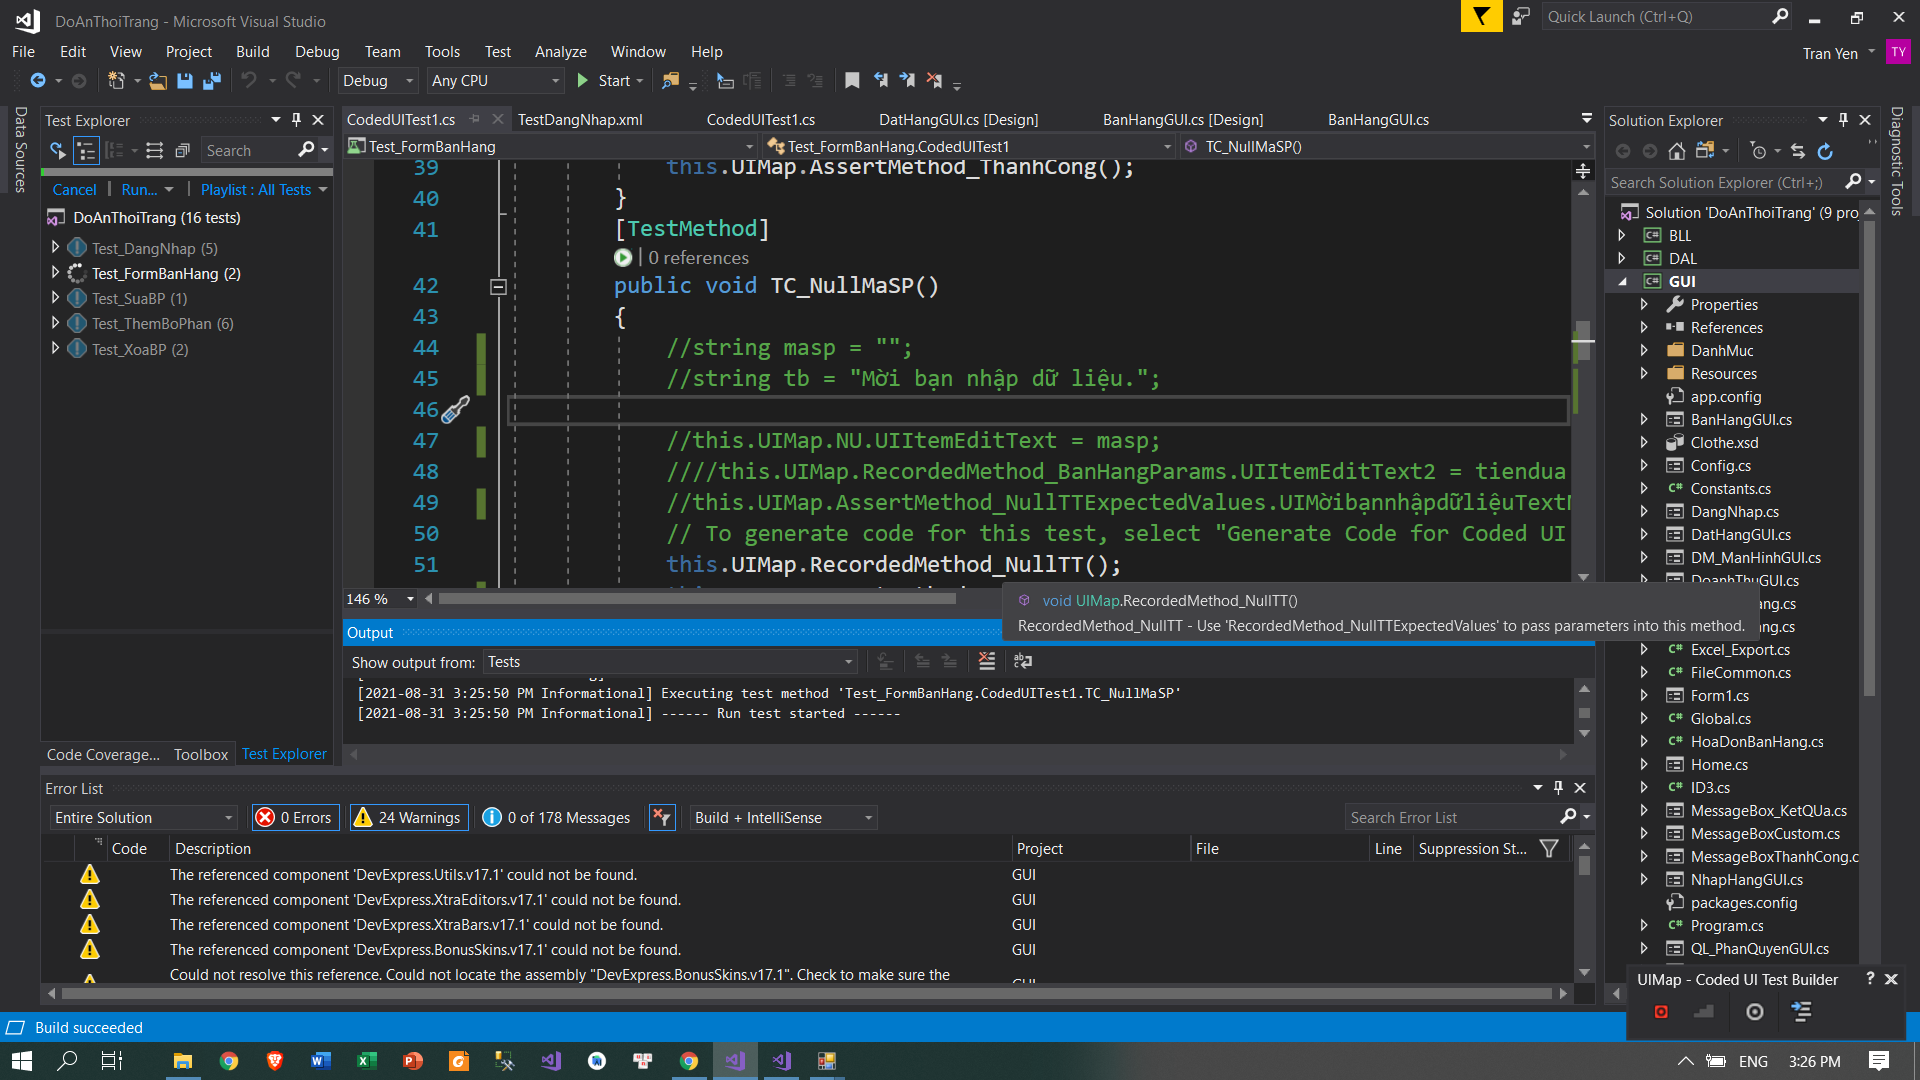 DoAnThoiTrang - Microsoft Visual Studio
Quick Launch (Ctrl+Q)
File Edit View Project Build Debug Team Tools Test Analyze Window Help
Tran Yen
TY
Debug
Any CPU
Start
Data Sources
Test Explorer
Search
Cancel
Run...
Playlist : All Tests
DoAnThoiTrang (16 tests)
Test_DangNhap (5)
Test_FormBanHang (2)
Test_SuaBP (1)
Test_ThemBoPhan (6)
Test_XoaBP (2)
Code Coverage...
Toolbox
Test Explorer
CodedUITest1.cs
TestDangNhap.xml
CodedUITest1.cs
DatHangGUI.cs [Design]
BanHangGUI.cs [Design]
BanHangGUI.cs
Test_FormBanHang
Test_FormBanHang.CodedUITest1
TC_NullMaSP()
39 this.UIMap.AssertMethod_ThanhCong();
40 }
41 [TestMethod]
0 references
42 public void TC_NullMaSP()
43 {
44 //string masp = "";
45 //string tb = "Mời bạn nhập dữ liệu.";
46
47 //this.UIMap.NU.UIItemEditText = masp;
48 ////this.UIMap.RecordedMethod_BanHangParams.UIItemEditText2 = tiendua
49 //this.UIMap.AssertMethod_NullTTExpectedValues.UIMờibạnnhậpdữliệuText
50 // To generate code for this test, select "Generate Code for Coded UI
51 this.UIMap.RecordedMethod_NullTT();
146 %
void UIMap.RecordedMethod_NullTT()
RecordedMethod_NullTT - Use 'RecordedMethod_NullTTExpectedValues' to pass parameters into this method.
Output
Show output from: Tests
[2021-08-31 3:25:50 PM Informational] Executing test method 'Test_FormBanHang.CodedUITest1.TC_NullMaSP'
[2021-08-31 3:25:50 PM Informational] ------ Run test started ------
Error List
Entire Solution
0 Errors
24 Warnings
0 of 178 Messages
Build + IntelliSense
Search Error List
Code Description Project File Line Suppression St...
The referenced component 'DevExpress.Utils.v17.1' could not be found. GUI
The referenced component 'DevExpress.XtraEditors.v17.1' could not be found. GUI
The referenced component 'DevExpress.XtraBars.v17.1' could not be found. GUI
The referenced component 'DevExpress.BonusSkins.v17.1' could not be found. GUI
Could not resolve this reference. Could not locate the assembly "DevExpress.BonusSkins.v17.1". Check to make sure the GUI
Solution Explorer
Search Solution Explorer (Ctrl+;)
Solution 'DoAnThoiTrang' (9 pro
BLL
DAL
GUI
Properties
References
DanhMuc
Resources
app.config
BanHangGUI.cs
Clothe.xsd
Config.cs
Constants.cs
DangNhap.cs
DatHangGUI.cs
DM_ManHinhGUI.cs
DoanhThuGUI.cs
ang.cs
ang.cs
Excel_Export.cs
FileCommon.cs
Form1.cs
Global.cs
HoaDonBanHang.cs
Home.cs
ID3.cs
MessageBox_KetQUa.cs
MessageBoxCustom.cs
MessageBoxThanhCong.c
NhapHangGUI.cs
packages.config
Program.cs
QL_PhanQuyenGUI.cs
Diagnostic Tools
UIMap - Coded UI Test Builder
Build succeeded
ENG
3:26 PM